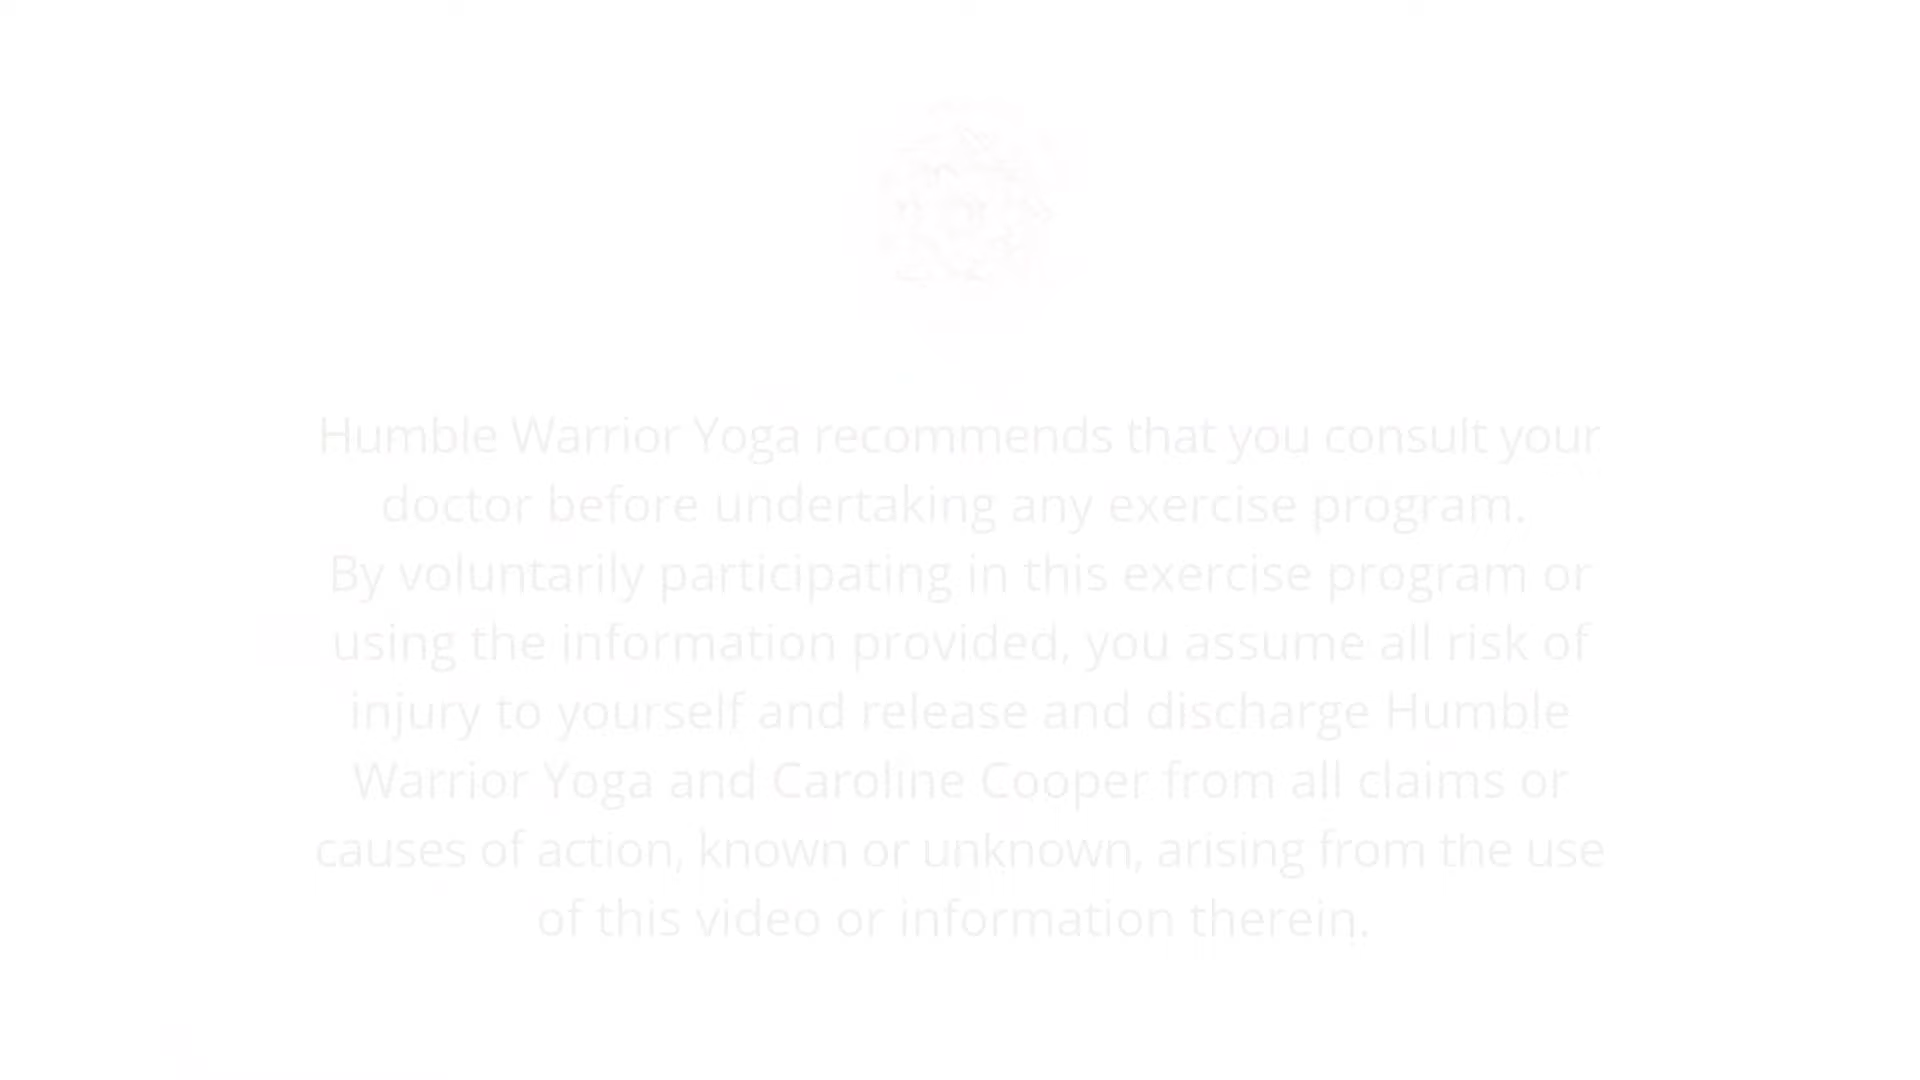 Humble Warrior Yoga recommends that you consult your
doctor before undertaking any exercise program.
By voluntarily participating in this exercise program or
using the information provided, you assume all risk of
injury to yourself and release and discharge Humble
Warrior Yoga and Caroline Cooper from all claims or
causes of action, known or unknown, arising from the use
of this video or information therein.